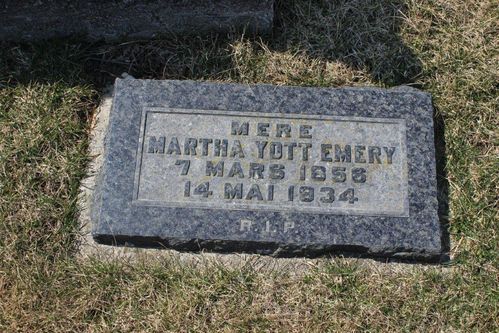 MERE
MARTHA YOTT EMERY
7 MARS 1856
14 MAI 1934
R.I.P.